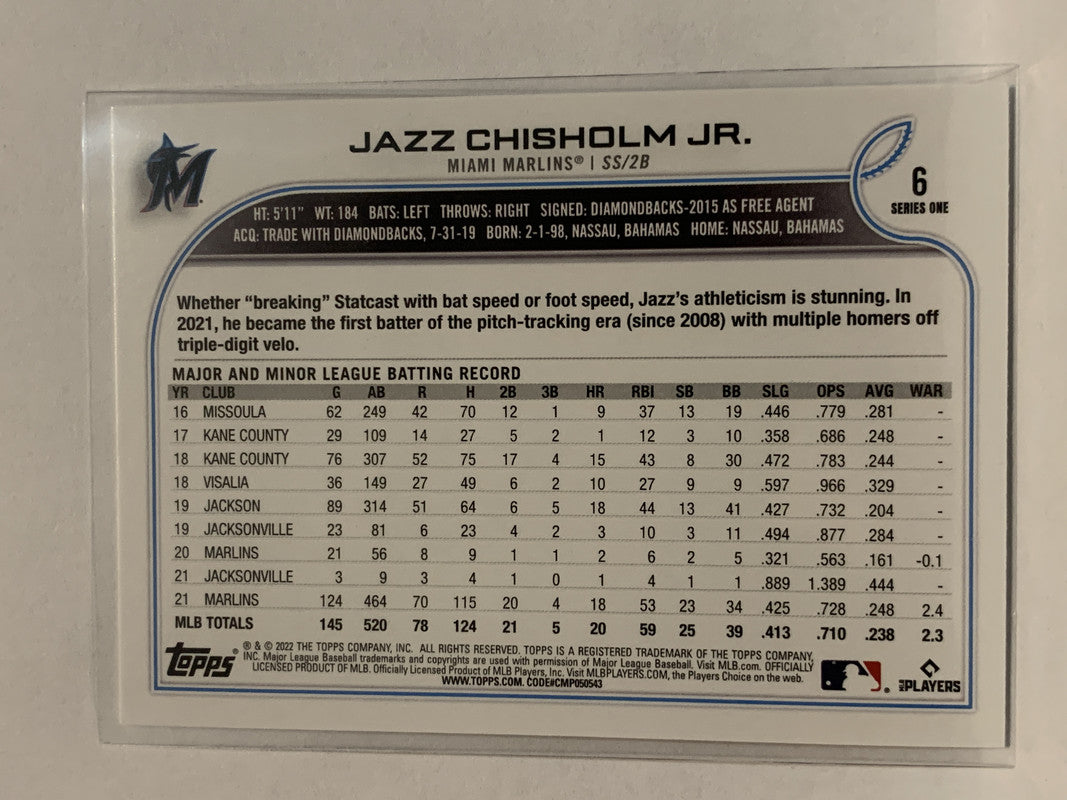 JAZZ CHISHOLM JR.
MIAMI MARLINS® | SS/2B
M
6
SERIES ONE
HT: 5'11" WT: 184 BATS: LEFT THROWS: RIGHT SIGNED: DIAMONDBACKS-2015 AS FREE AGENT
ACQ: TRADE WITH DIAMONDBACKS, 7-31-19 BORN: 2-1-98, NASSAU, BAHAMAS HOME: NASSAU, BAHAMAS
Whether “breaking” Statcast with bat speed or foot speed, Jazz’s athleticism is stunning. In
2021, he became the first batter of the pitch-tracking era (since 2008) with multiple homers off
triple-digit velo.
MAJOR AND MINOR LEAGUE BATTING RECORD
YR CLUB G AB R H 2B 3B HR RBI SB BB SLG OPS AVG WAR
16 MISSOULA 62 249 42 70 12 1 9 37 13 19 .446 .779 .281 -
17 KANE COUNTY 29 109 14 27 5 2 1 12 3 10 .358 .686 .248 -
18 KANE COUNTY 76 307 52 75 17 4 15 43 8 30 .472 .783 .244 -
18 VISALIA 36 149 27 49 6 2 10 27 9 9 .597 .966 .329 -
19 JACKSON 89 314 51 64 6 5 18 44 13 41 .427 .732 .204 -
19 JACKSONVILLE 23 81 6 23 4 2 3 10 3 11 .494 .877 .284 -
20 MARLINS 21 56 8 9 1 1 2 6 2 5 .321 .563 .161 -0.1
21 JACKSONVILLE 3 9 3 4 1 0 1 4 1 1 .889 1.389 .444 -
21 MARLINS 124 464 70 115 20 4 18 53 23 34 .425 .728 .248 2.4
MLB TOTALS 145 520 78 124 21 5 20 59 25 39 .413 .710 .238 2.3
topps®
® & © 2022 THE TOPPS COMPANY, INC. ALL RIGHTS RESERVED. TOPPS IS A REGISTERED TRADEMARK OF THE TOPPS COMPANY,
INC. Major League Baseball trademarks and copyrights are used with permission of Major League Baseball. Visit MLB.com. OFFICIALLY
LICENSED PRODUCT OF MLB. Officially Licensed Product of MLB Players, Inc. Visit MLBPLAYERS.COM, the Players Choice on the web.
WWW.TOPPS.COM. CODE#CMP050543
MLB PLAYERS